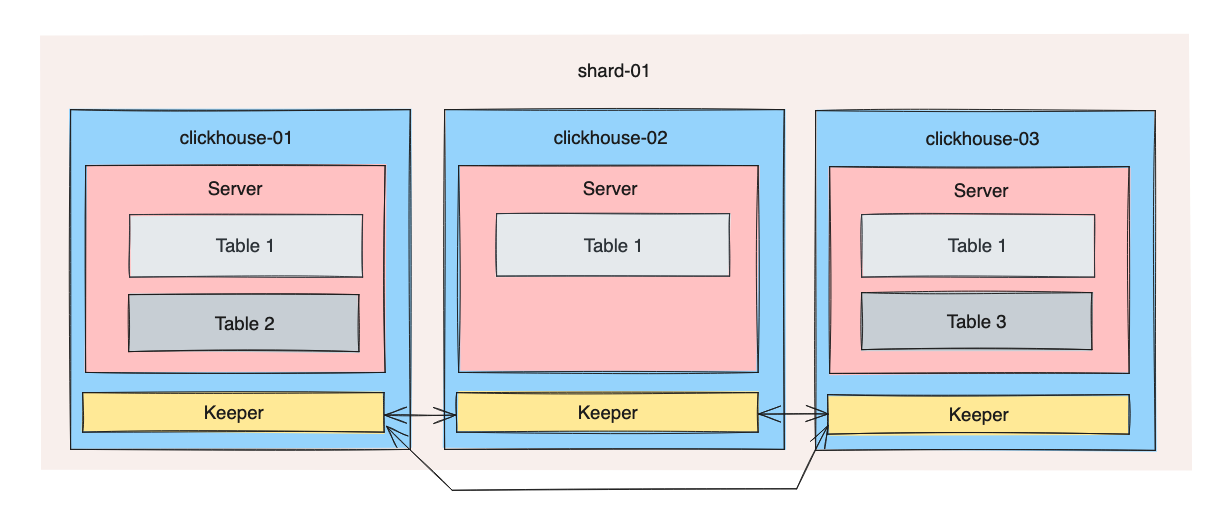 shard-01
clickhouse-01
Server
Table 1
Table 2
Keeper
clickhouse-02
Server
Table 1
Keeper
clickhouse-03
Server
Table 1
Table 3
Keeper